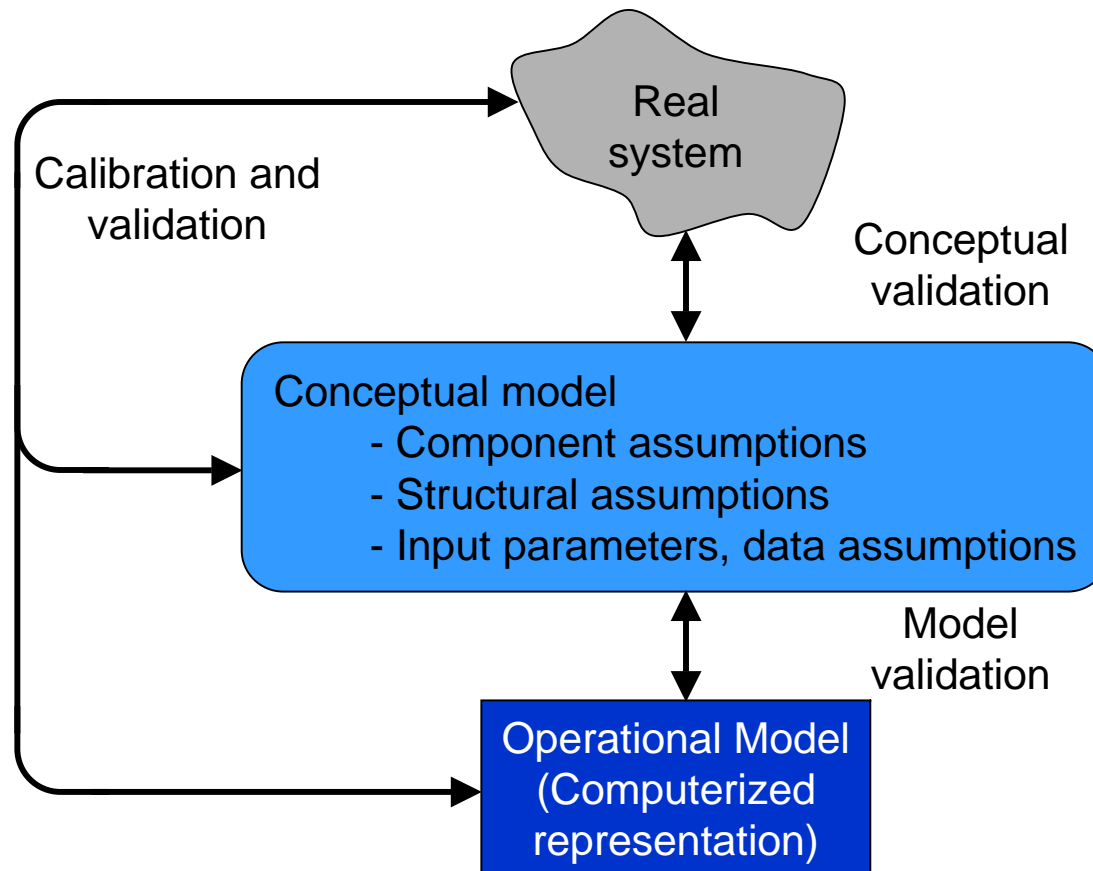 Real
system
Calibration and
validation
Conceptual
validation
Conceptual model
- Component assumptions
- Structural assumptions
- Input parameters, data assumptions
Model
validation
Operational Model
(Computerized
representation)